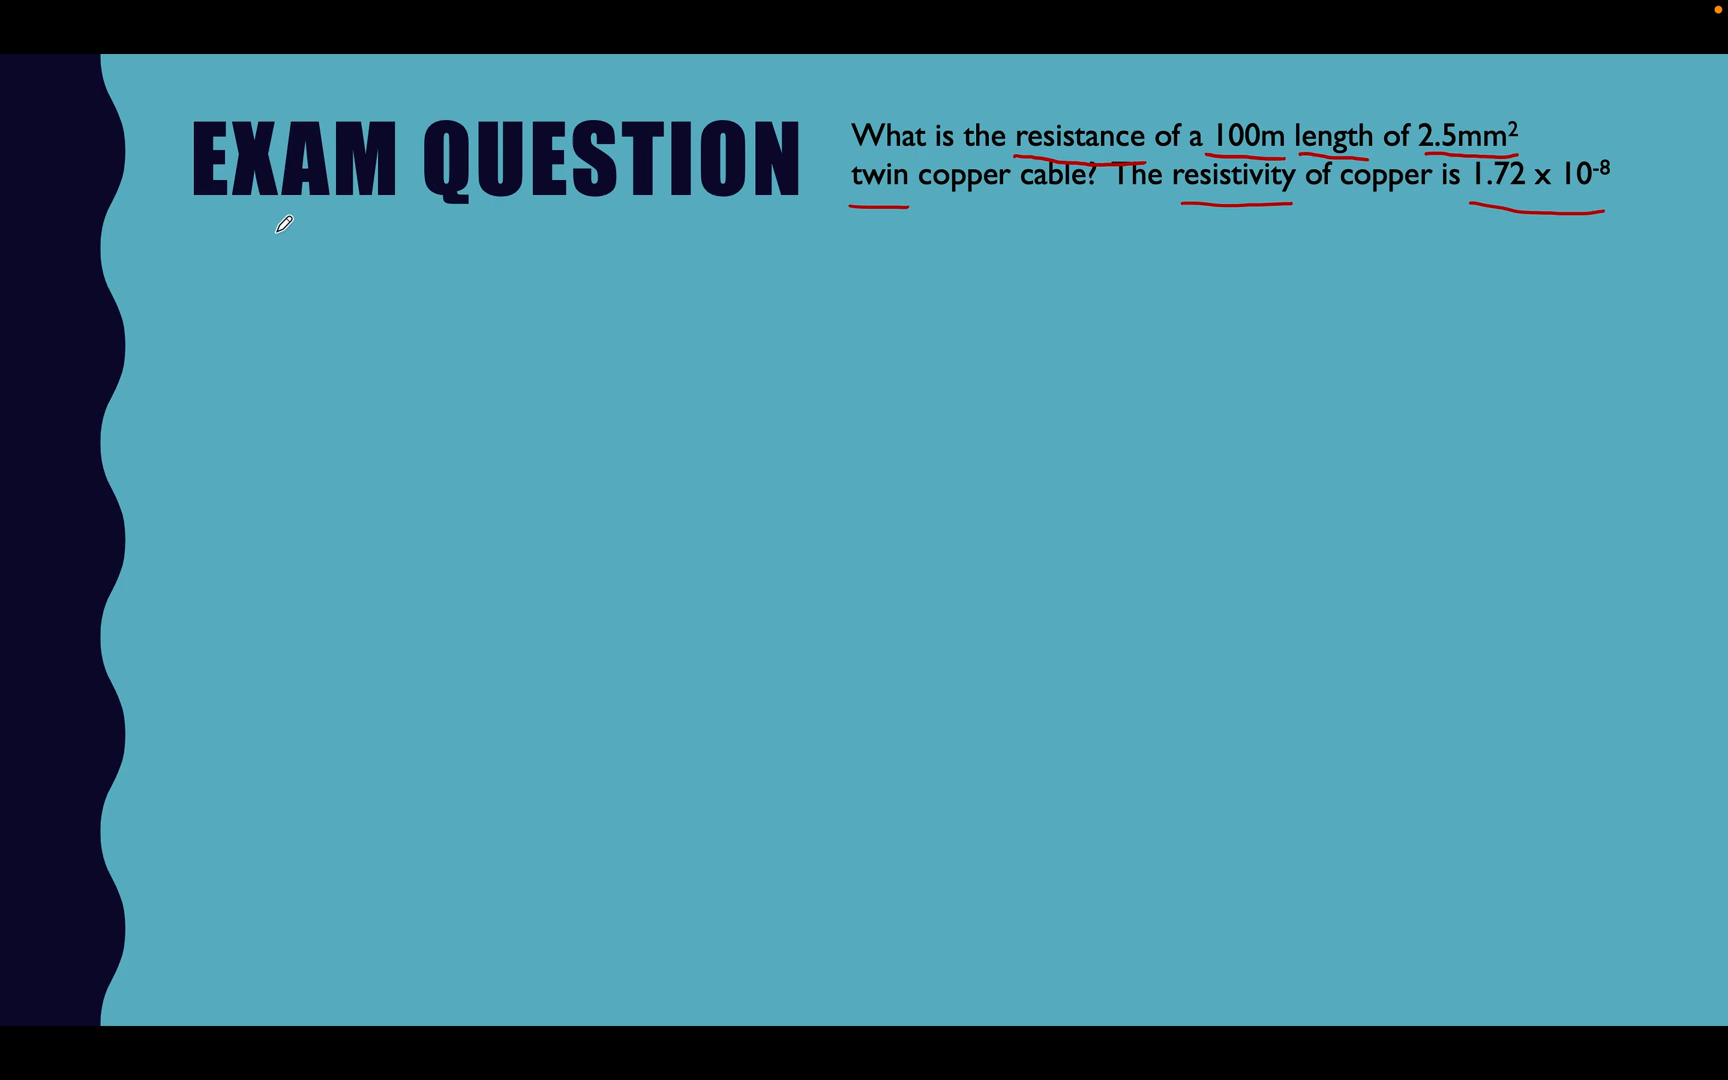 EXAM QUESTION
What is the resistance of a 100m length of 2.5mm²
twin copper cable? The resistivity of copper is 1.72 x 10⁻⁸